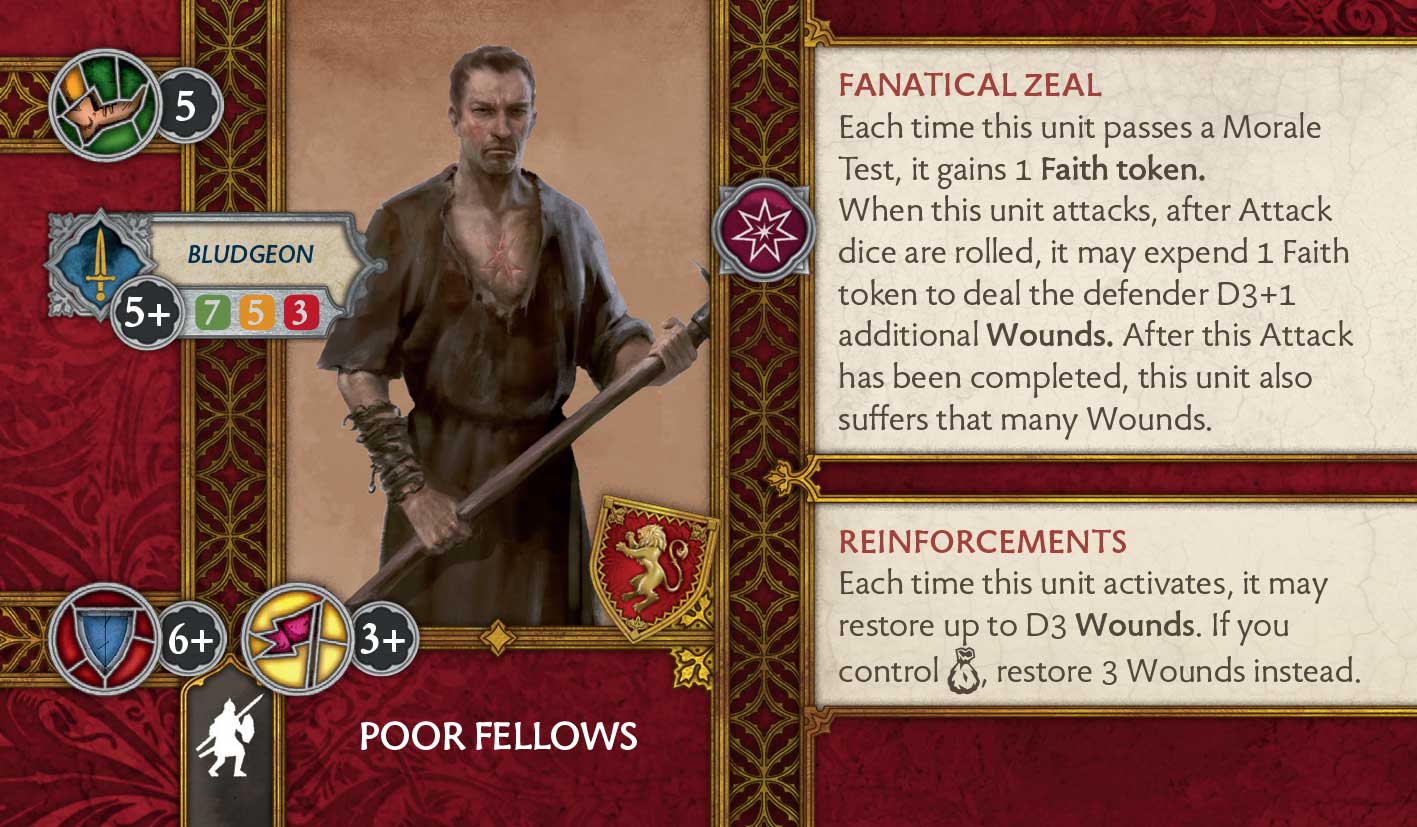 5
BLUDGEON
5+ 7 5 3
6+ 3+
POOR FELLOWS
FANATICAL ZEAL
Each time this unit passes a Morale
Test, it gains 1 Faith token.
When this unit attacks, after Attack
dice are rolled, it may expend 1 Faith
token to deal the defender D3+1
additional Wounds. After this Attack
has been completed, this unit also
suffers that many Wounds.
REINFORCEMENTS
Each time this unit activates, it may
restore up to D3 Wounds. If you
control , restore 3 Wounds instead.